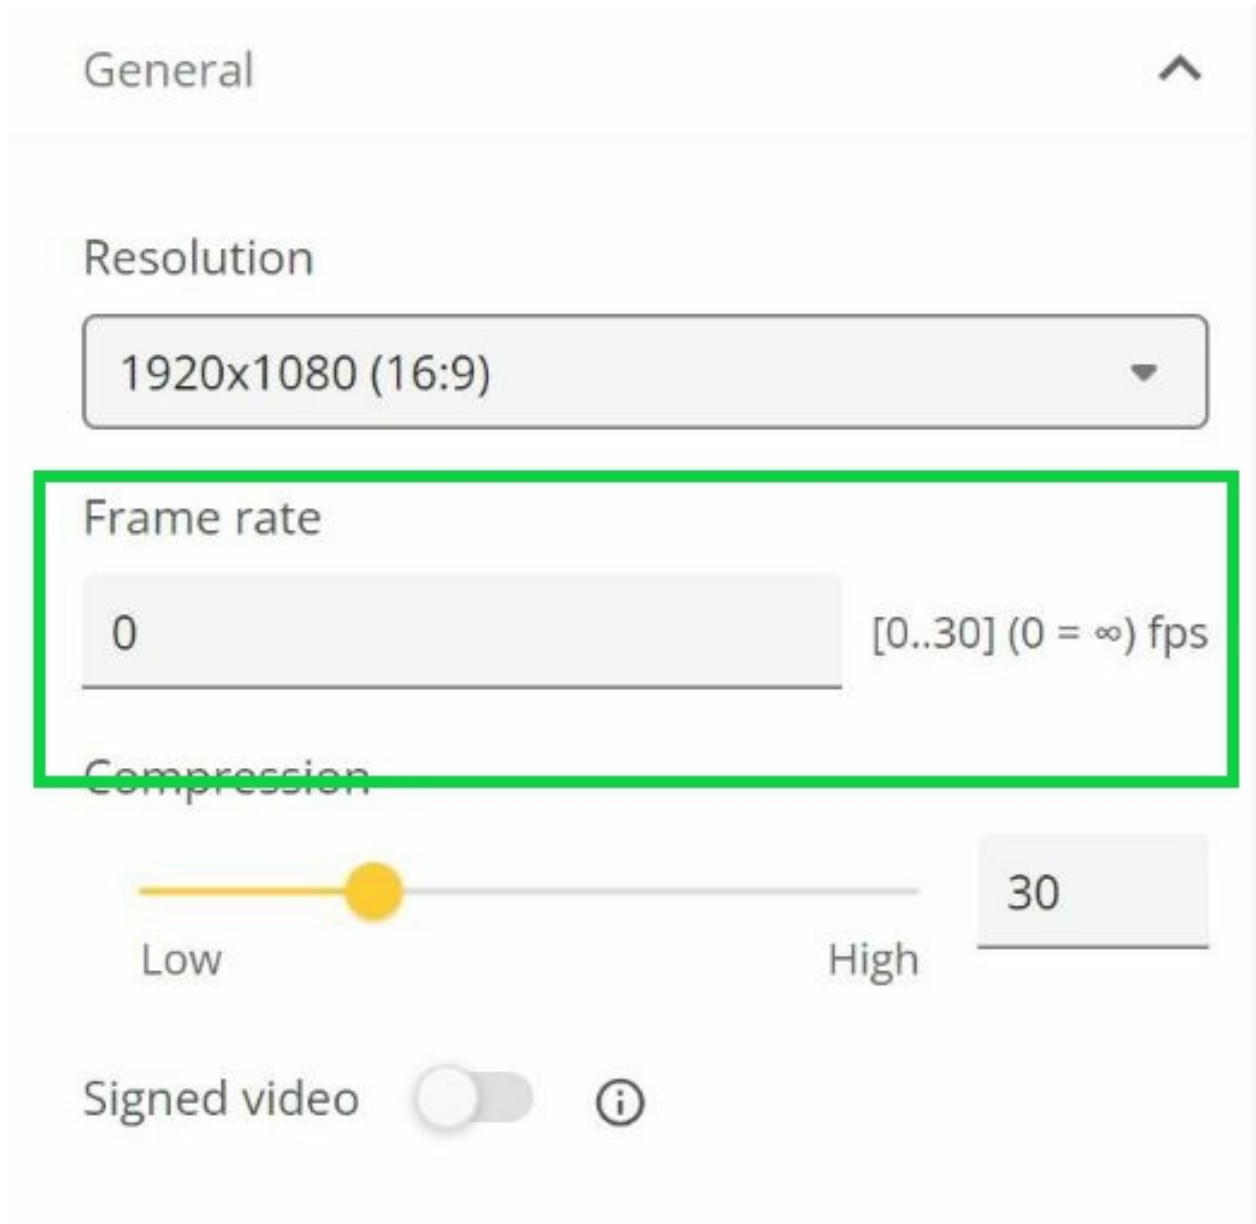 General
Resolution
1920x1080 (16:9)
Frame rate
0 [0..30] (0 = ∞) fps
Compression
30
Low High
Signed video